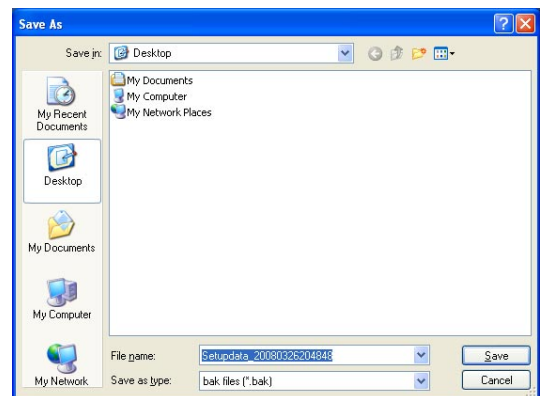 Save As
Save in:
Desktop
My Recent
Documents
Desktop
My Documents
My Computer
My Network
My Documents
My Computer
My Network Places
File name:
Setupdata_20080326204848
Save
Save as type:
bak files (*.bak)
Cancel